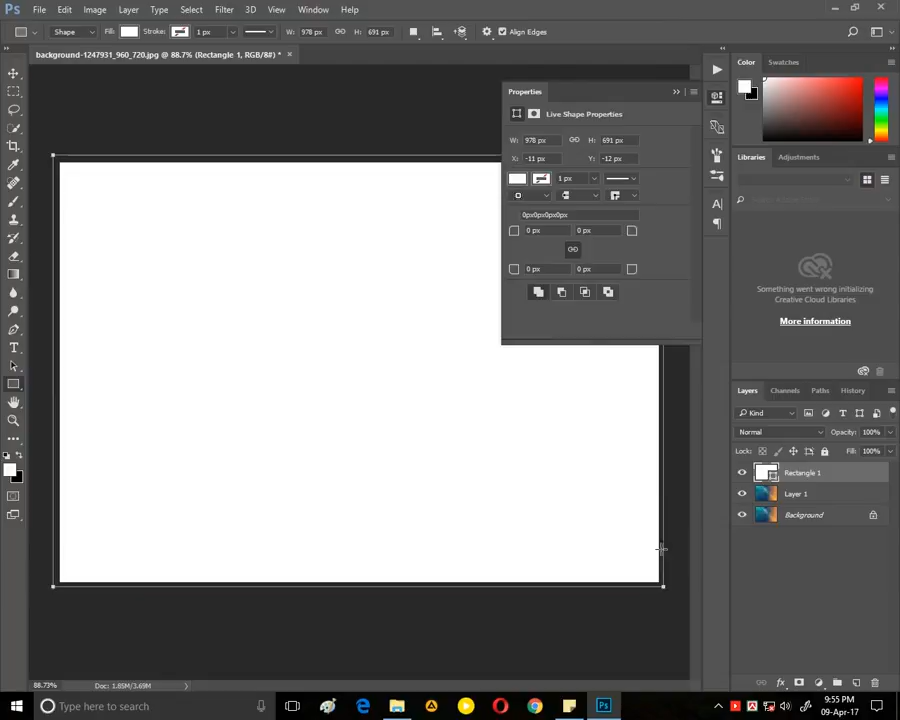 Ps File Edit Image Layer Type Select Filter 3D View Window Help
Shape Fill: Stroke: 1 px W: 978 px H: 691 px Align Edges
background-1247931_960_720.jpg @ 88.7% (Rectangle 1, RGB/8#) * ×
Color Swatches
Properties
Live Shape Properties
W: 978 px H: 691 px
X: -11 px Y: -12 px
1 px
0px0px0px0px
0 px 0 px
0 px 0 px
Libraries Adjustments
Something went wrong initializing
Creative Cloud Libraries
More information
Layers Channels Paths History
Kind
Normal Opacity: 100%
Lock: Fill: 100%
Rectangle 1
Layer 1
Background
88.73% Doc: 1.85M/3.69M
Type here to search
Ps
9:55 PM
09-Apr-17